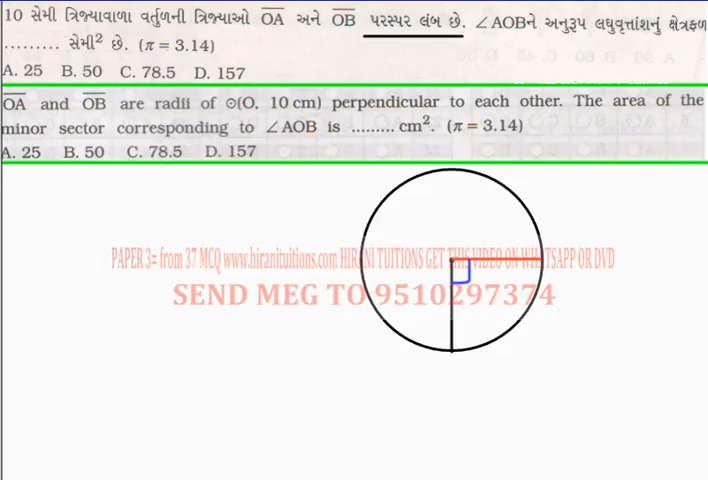 10 સેમી ત્રિજ્યાવાળા વર્તુળની ત્રિજ્યાઓ OA અને OB પરસ્પર લંબ છે. ∠AOBને અનુરૂપ લઘુવૃત્તાંશનું ક્ષેત્રફળ
......... સેમી² છે. (π = 3.14)
A. 25 B. 50 C. 78.5 D. 157
OA and OB are radii of ⊙(O, 10 cm) perpendicular to each other. The area of the
minor sector corresponding to ∠AOB is ......... cm². (π = 3.14)
A. 25 B. 50 C. 78.5 D. 157
PAPER 3= from 37 MCQ www.hiranituitions.com HIRANI TUITIONS GET THIS VIDEO ON WHATSAPP OR DVD
SEND MEG TO 9510297374